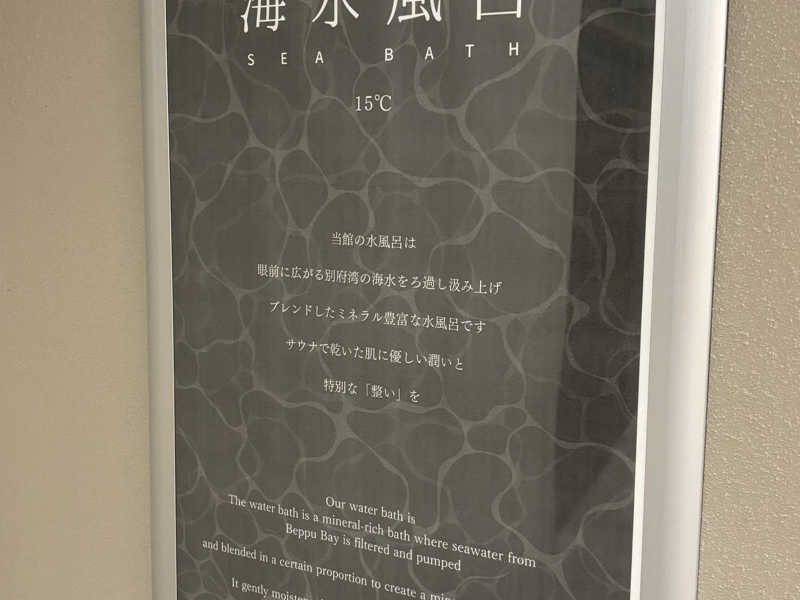 海水風呂
SEA BATH
15℃
当館の水風呂は
眼前に広がる別府湾の海水をろ過し汲み上げ
ブレンドしたミネラル豊富な水風呂です
サウナで乾いた肌に優しい潤いと
特別な「整い」を
Our water bath is
The water bath is a mineral-rich bath where seawater from
Beppu Bay is filtered and pumped
and blended in a certain proportion to create a
It gently